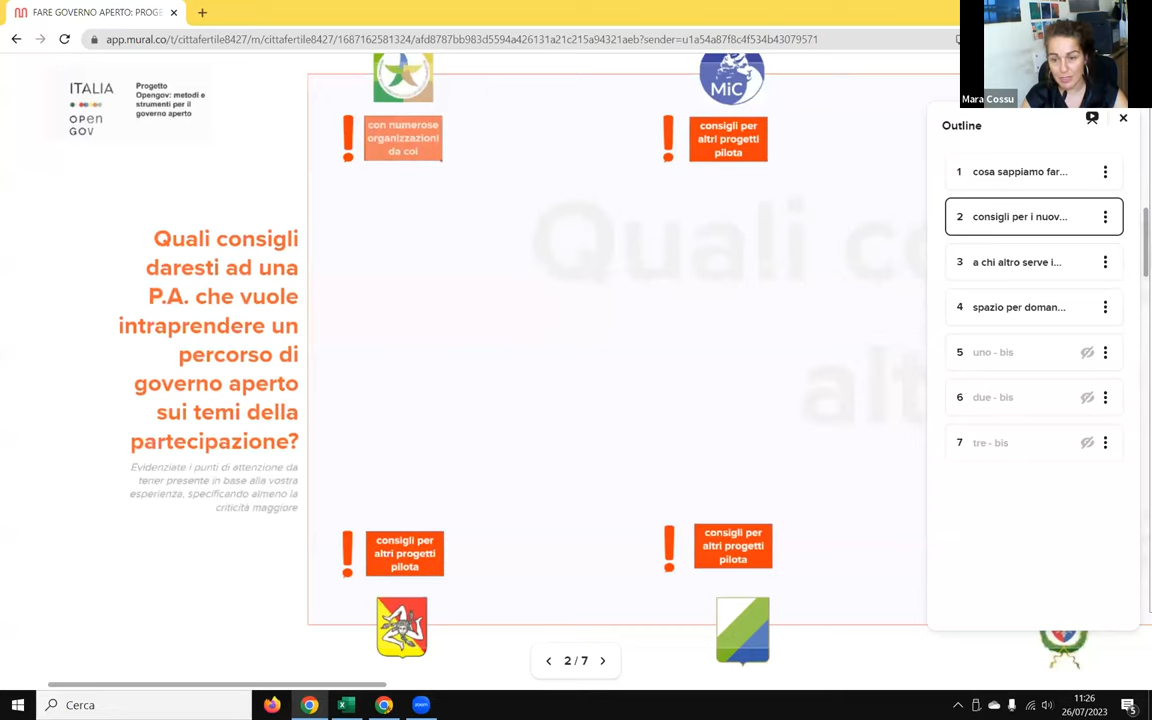 FARE GOVERNO APERTO: PROGE
app.mural.co/t/cittafertile8427/m/cittafertile8427/1687162581324/afd8787bb983d5594a426131a21c215a94321aeb?sender=u1a54a87f8c4f534b43079571
Mara Cossu
ITALIA
OPEN
GOV
Progetto
Opengov: metodi e
strumenti per il
governo aperto
MiC
con numerose
organizzazioni
da coi
consigli per
altri progetti
pilota
Quali co
alt
Quali consigli
daresti ad una
P.A. che vuole
intraprendere un
percorso di
governo aperto
sui temi della
partecipazione?
Evidenziate i punti di attenzione da
tener presente in base alla vostra
esperienza, specificando almeno la
criticità maggiore
consigli per
altri progetti
pilota
consigli per
altri progetti
pilota
2 / 7
Outline
1 cosa sappiamo far...
2 consigli per i nuov...
3 a chi altro serve i...
4 spazio per doman...
5 uno - bis
6 due - bis
7 tre - bis
Cerca
zoom
11:26
26/07/2023
5